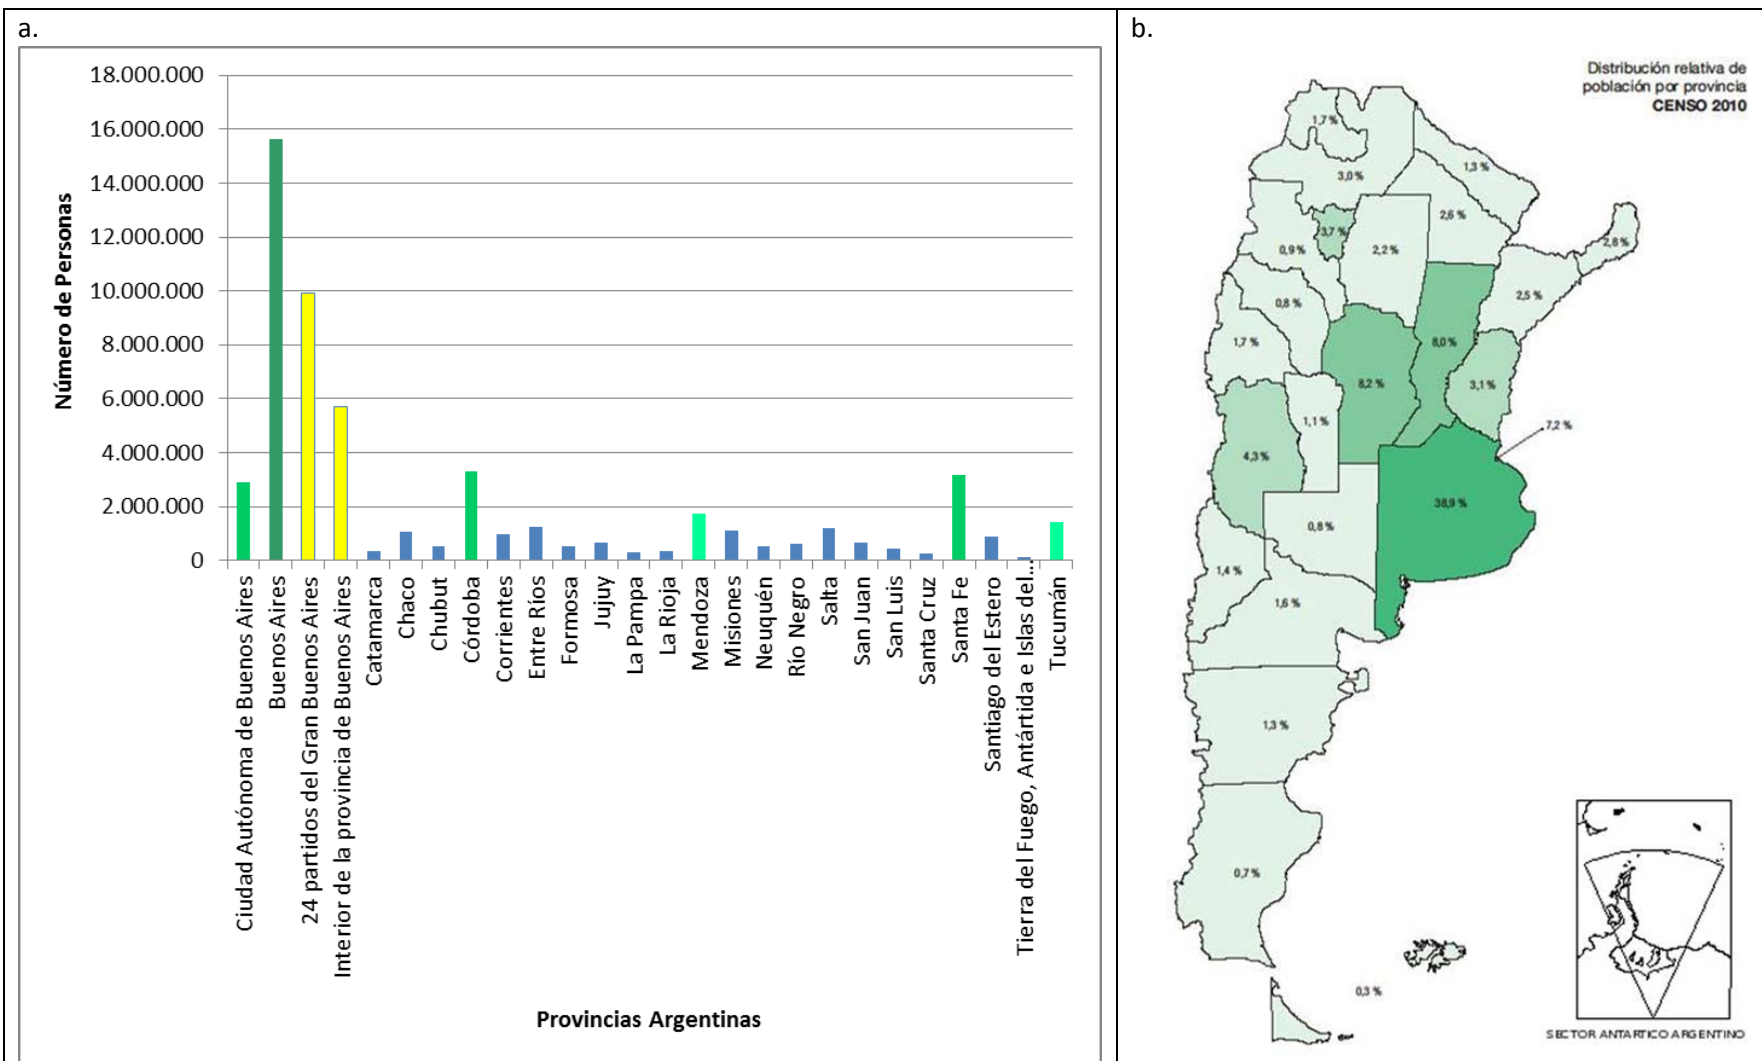 a.
18.000.000
16.000.000
14.000.000
12.000.000
10.000.000
8.000.000
6.000.000
4.000.000
2.000.000
0
Número de Personas
Ciudad Autónoma de Buenos Aires
Buenos Aires
24 partidos del Gran Buenos Aires
Interior de la provincia de Buenos Aires
Catamarca
Chaco
Chubut
Córdoba
Corrientes
Entre Ríos
Formosa
Jujuy
La Pampa
La Rioja
Mendoza
Misiones
Neuquén
Río Negro
Salta
San Juan
San Luis
Santa Cruz
Santa Fe
Santiago del Estero
Tierra del Fuego, Antártida e Islas del...
Tucumán
Provincias Argentinas
b.
Distribución relativa de
población por provincia
CENSO 2010
1,7 %
1,3 %
3,0 %
2,6 %
3,7 %
2,8 %
0,9 %
2,2 %
2,5 %
0,8 %
1,7 %
8,0 %
8,2 %
3,1 %
1,1 %
7,2 %
4,3 %
38,9 %
0,8 %
1,4 %
1,6 %
1,3 %
0,7 %
0,3 %
SECTOR ANTARTICO ARGENTINO